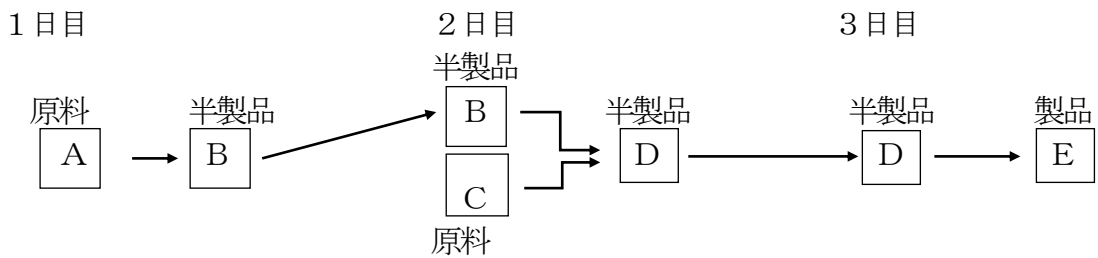 1日目 2日目 3日目
半製品
原料 半製品 B 半製品 半製品 製品
A B D D E
C
原料